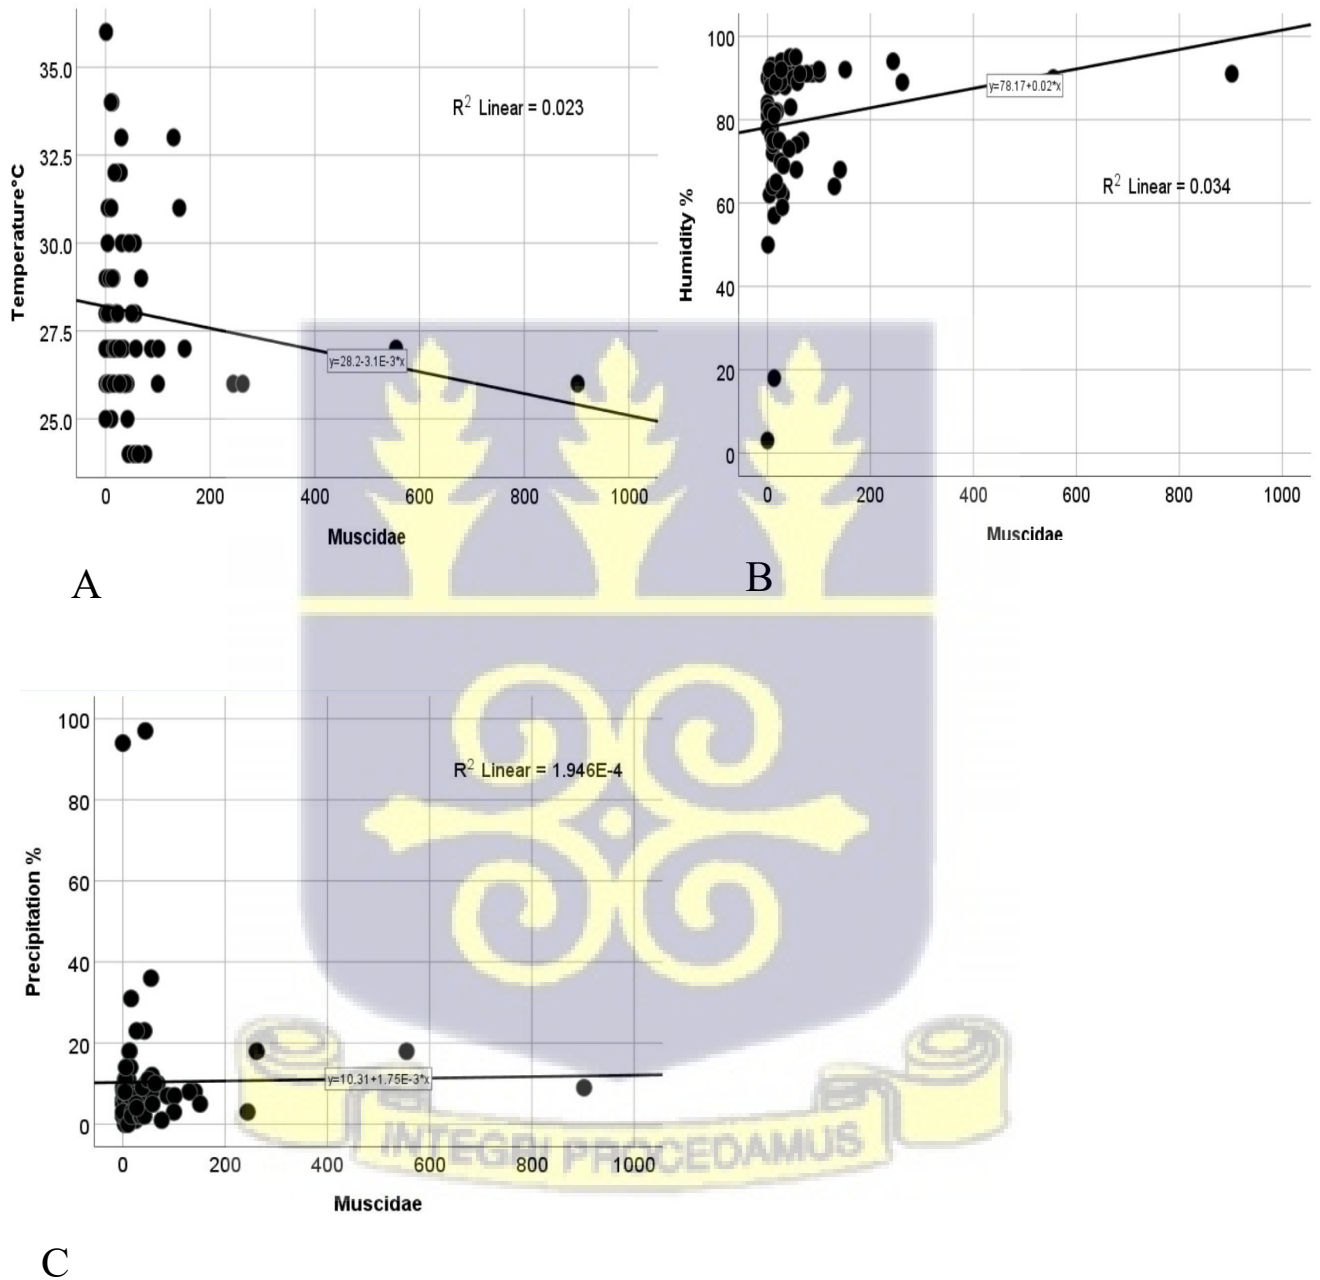 35.0
32.5
30.0
27.5
25.0
Temperature°C
R² Linear = 0.023
y=28.2-3.1E-3*x
0 200 400 600 800 1000
Muscidae
A
100
80
60
40
20
0
Humidity %
y=78.17+0.02*x
R² Linear = 0.034
0 200 400 600 800 1000
Muscidae
B
100
80
60
40
20
0
Precipitation %
R² Linear = 1.946E-4
y=10.31+1.75E-3*x
0 200 400 600 800 1000
Muscidae
C
INTEGRI PROCEDAMUS